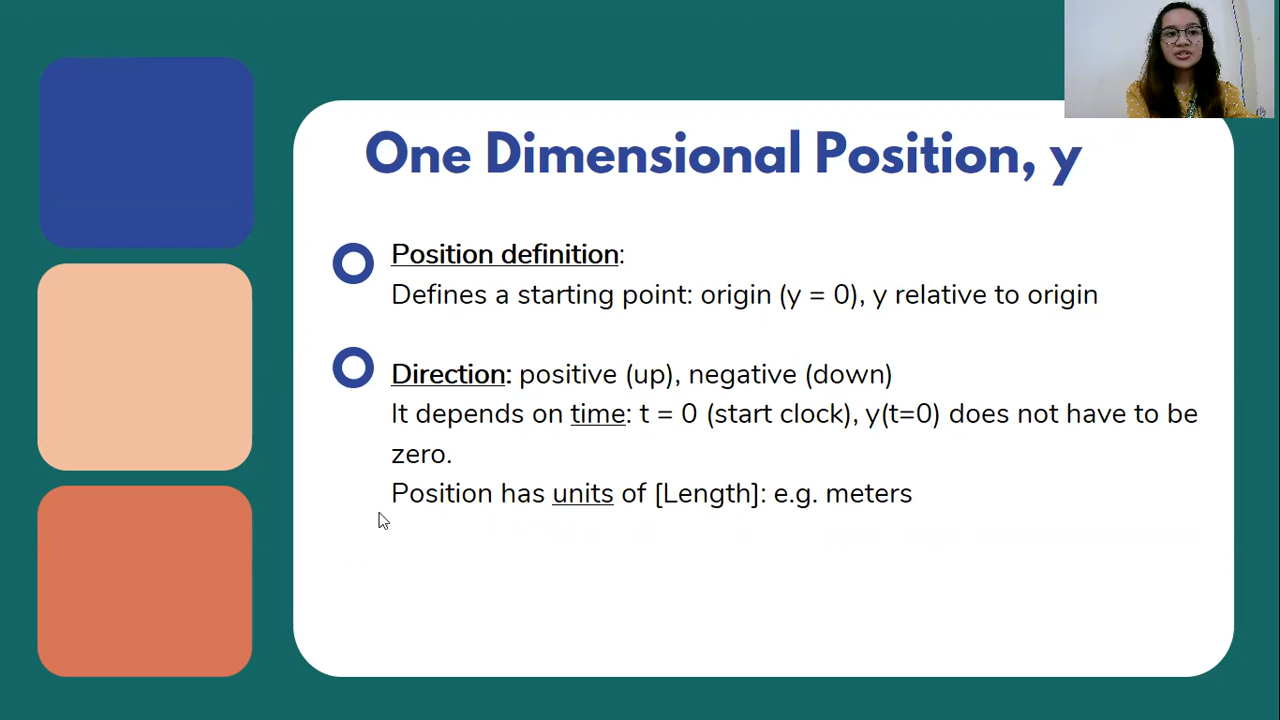 One Dimensional Position, y
Position definition:
Defines a starting point: origin (y = 0), y relative to origin
Direction: positive (up), negative (down)
It depends on time: t = 0 (start clock), y(t=0) does not have to be
zero.
Position has units of [Length]: e.g. meters